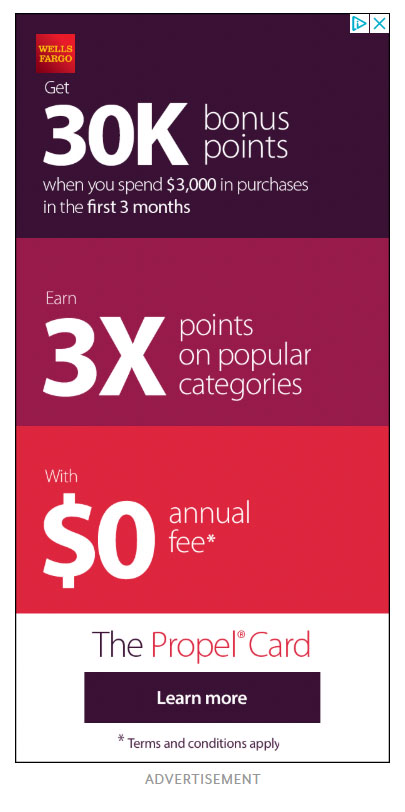 WELLS
FARGO
Get
30K bonus
points
when you spend $3,000 in purchases
in the first 3 months
Earn
3X points
on popular
categories
With
$0 annual
fee*
The Propel® Card
Learn more
* Terms and conditions apply
ADVERTISEMENT